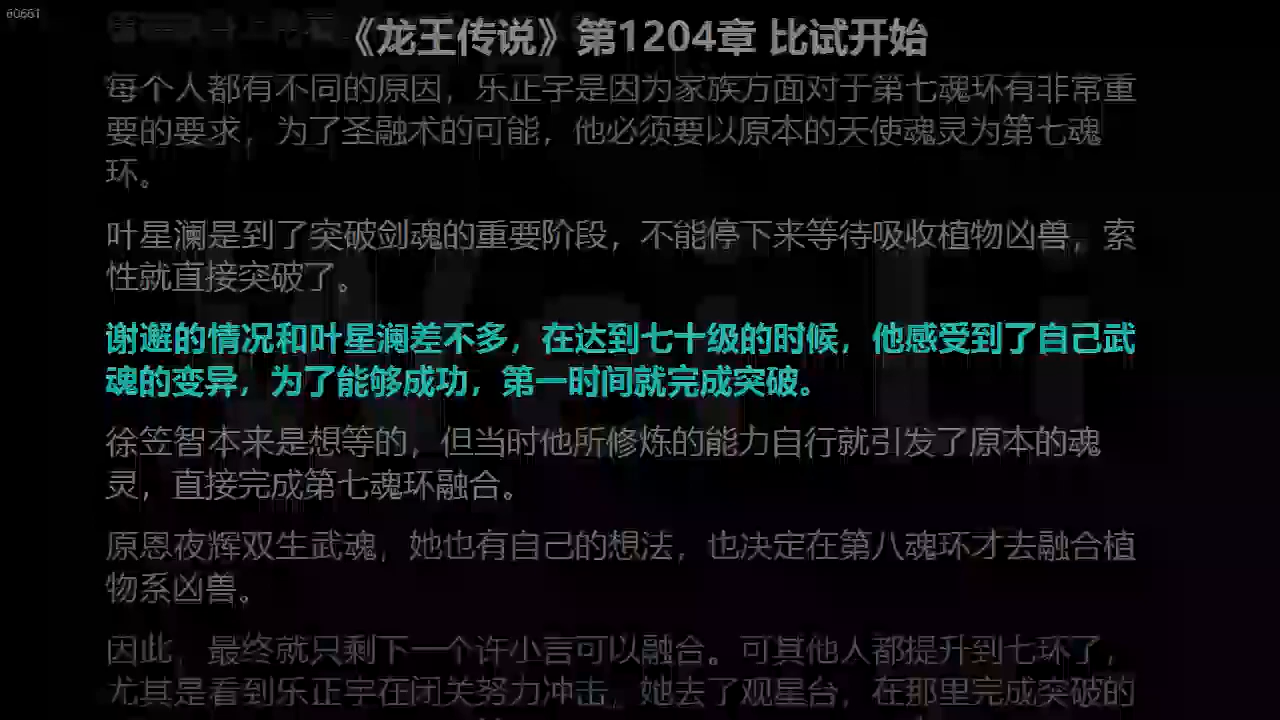 60661
《龙王传说》第1204章 比试开始
每个人都有不同的原因，乐正宇是因为家族方面对于第七魂环有非常重
要的要求，为了圣融术的可能，他必须要以原本的天使魂灵为第七魂
环。
叶星澜是到了突破剑魂的重要阶段，不能停下来等待吸收植物凶兽，索
性就直接突破了。
谢邂的情况和叶星澜差不多，在达到七十级的时候，他感受到了自己武
魂的变异，为了能够成功，第一时间就完成突破。
徐笠智本来是想等的，但当时他所修炼的能力自行就引发了原本的魂
灵，直接完成第七魂环融合。
原恩夜辉双生武魂，她也有自己的想法，也决定在第八魂环才去融合植
物系凶兽。
因此，最终就只剩下一个许小言可以融合。可其他人都提升到七环了，
尤其是看到乐正宇在闭关努力冲击，她去了观星台，在那里完成突破的